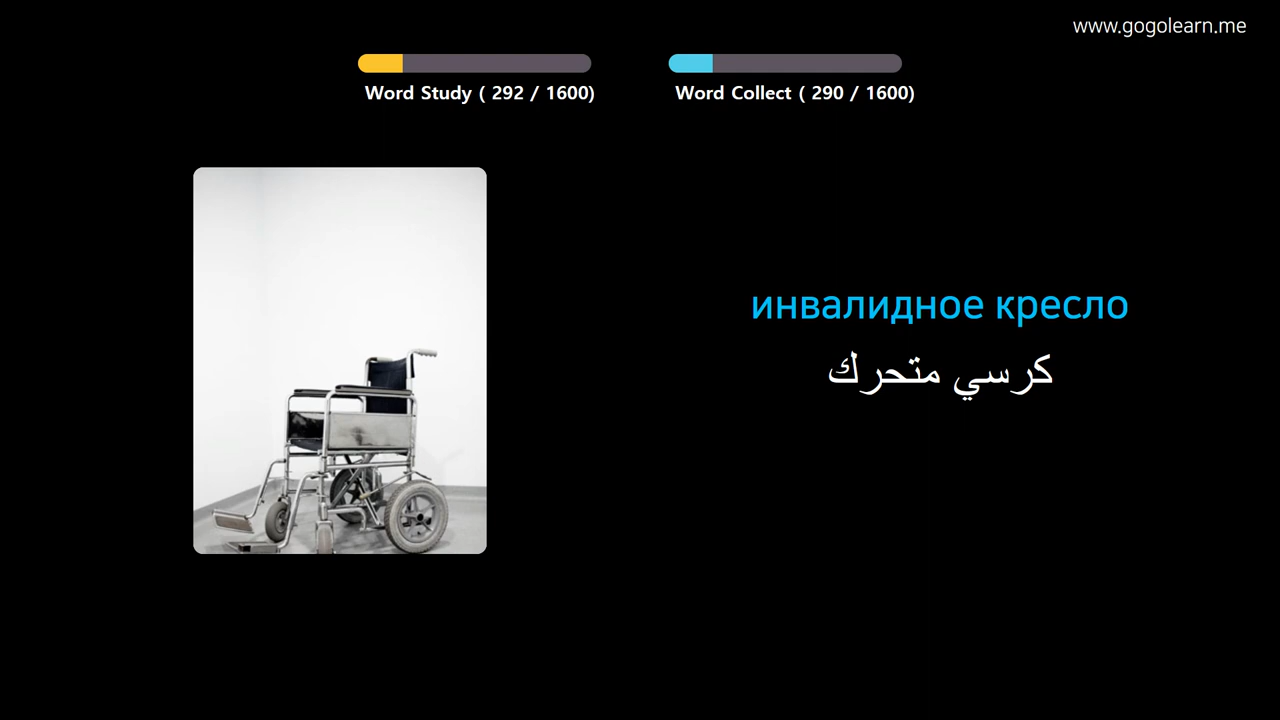 www.gogolearn.me
Word Study ( 292 / 1600)
Word Collect ( 290 / 1600)
инвалидное кресло
كرسي متحرك